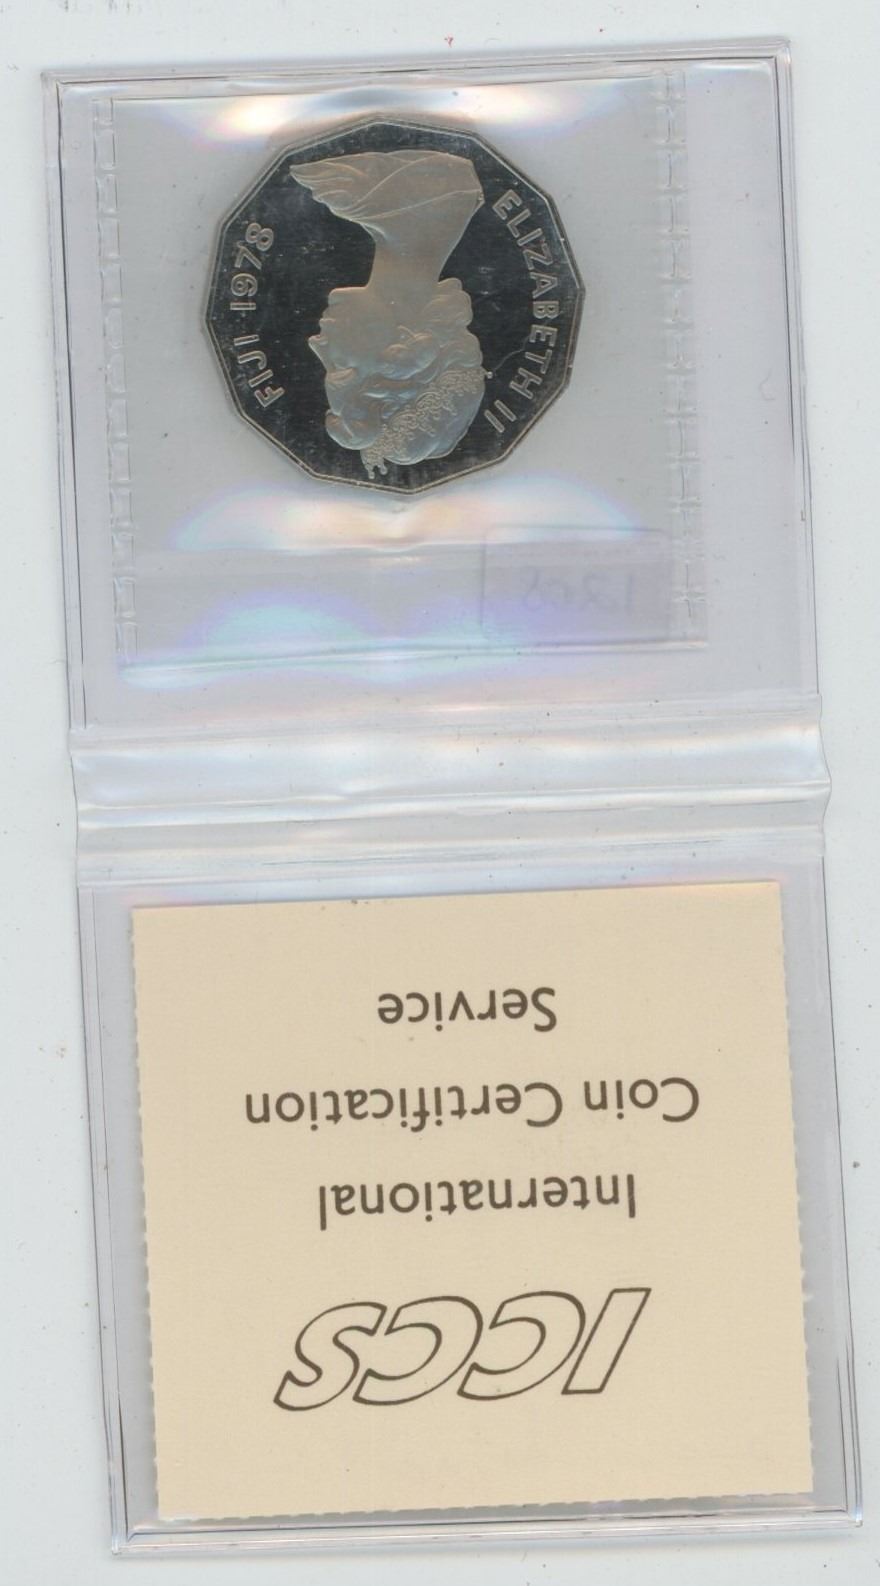 ICCS
International
Coin Certification
Service
ELIZABETH II
FIJI 1978